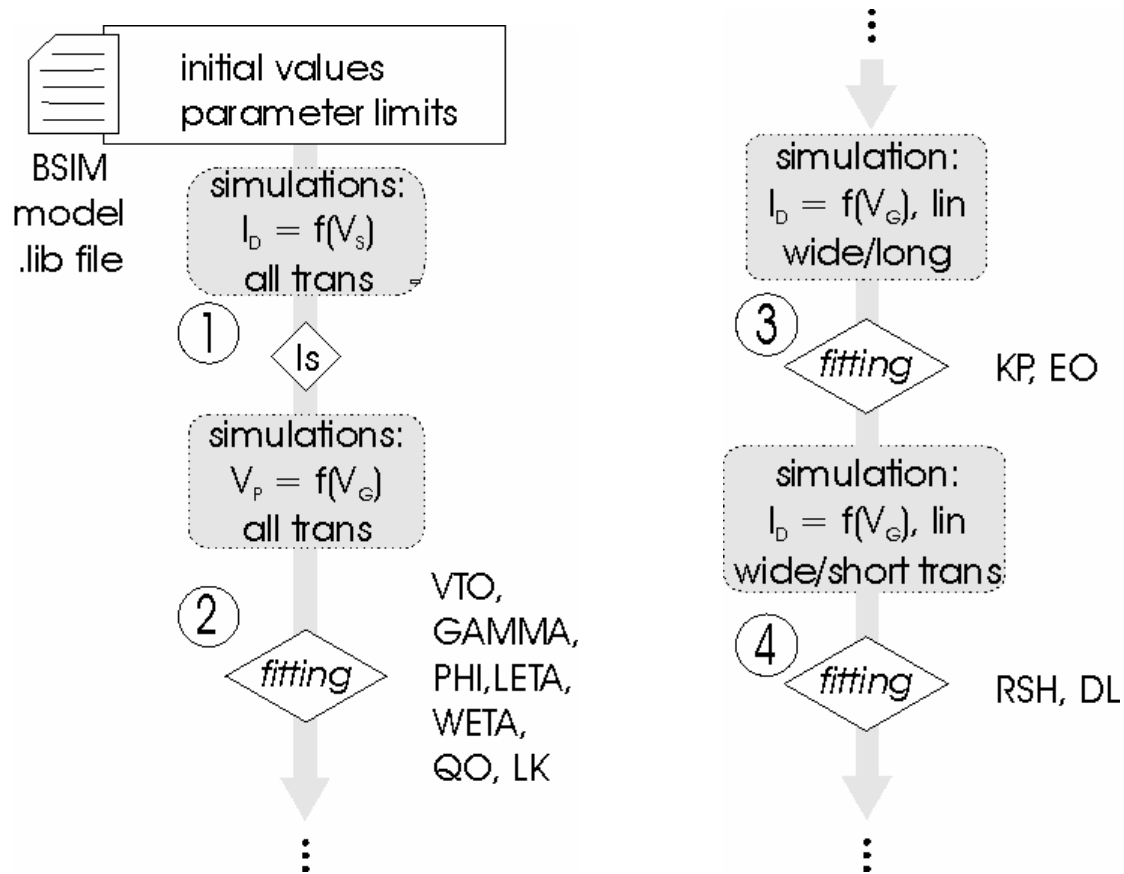 initial values
parameter limits
BSIM
model
.lib file
simulations:
I_D = f(V_S)
all trans
1
Is
simulations:
V_P = f(V_G)
all trans
2
fitting
VTO,
GAMMA,
PHI,LETA,
WETA,
QO, LK
simulation:
I_D = f(V_G), lin
wide/long
3
fitting
KP, EO
simulation:
I_D = f(V_G), lin
wide/short trans
4
fitting
RSH, DL